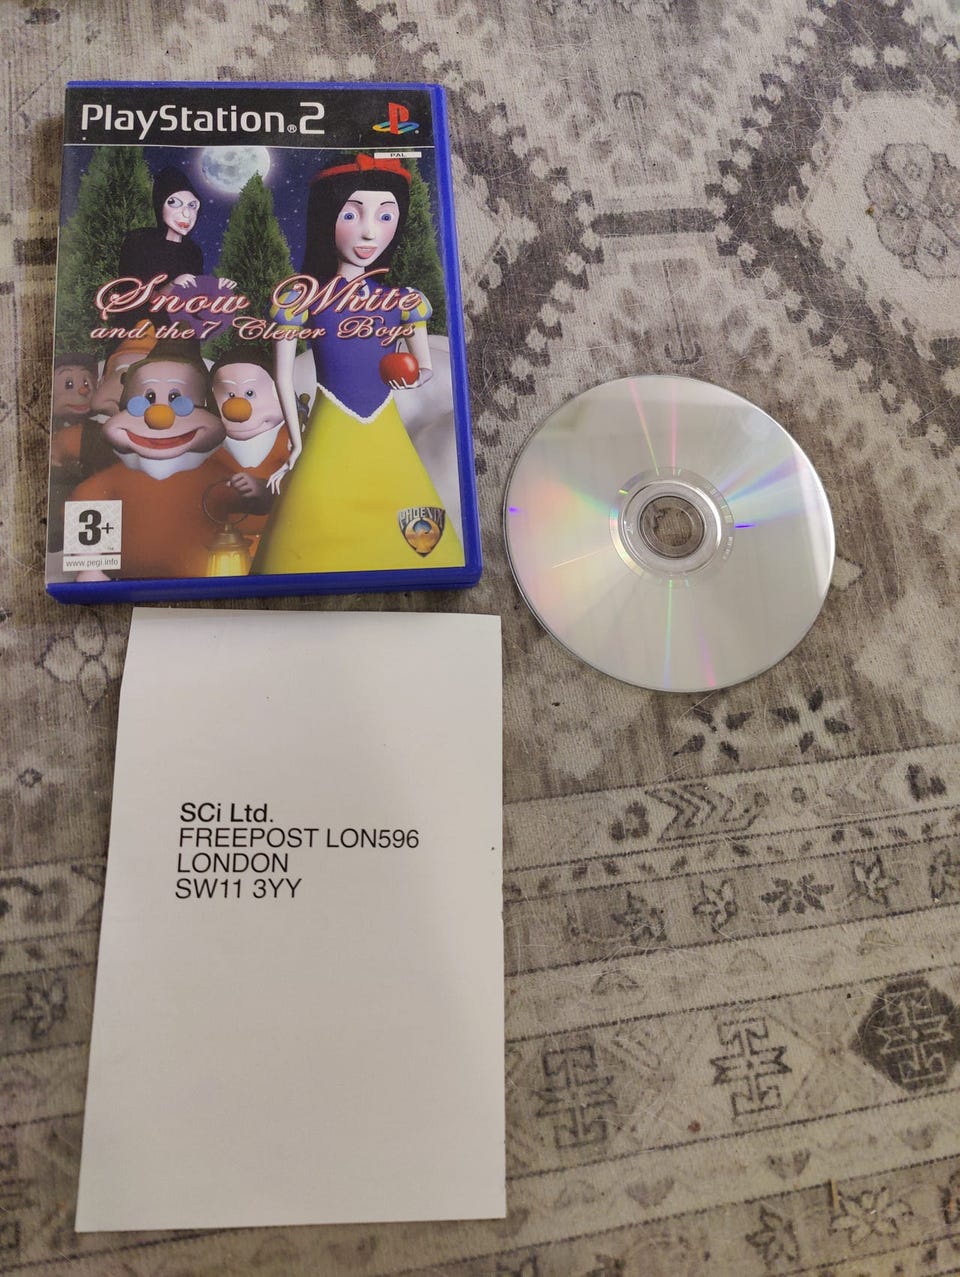 PlayStation®2
PAL
Snow White
and the 7 Clever Boys
3+
www.pegi.info
PHOENIX
SCi Ltd.
FREEPOST LON596
LONDON
SW11 3YY